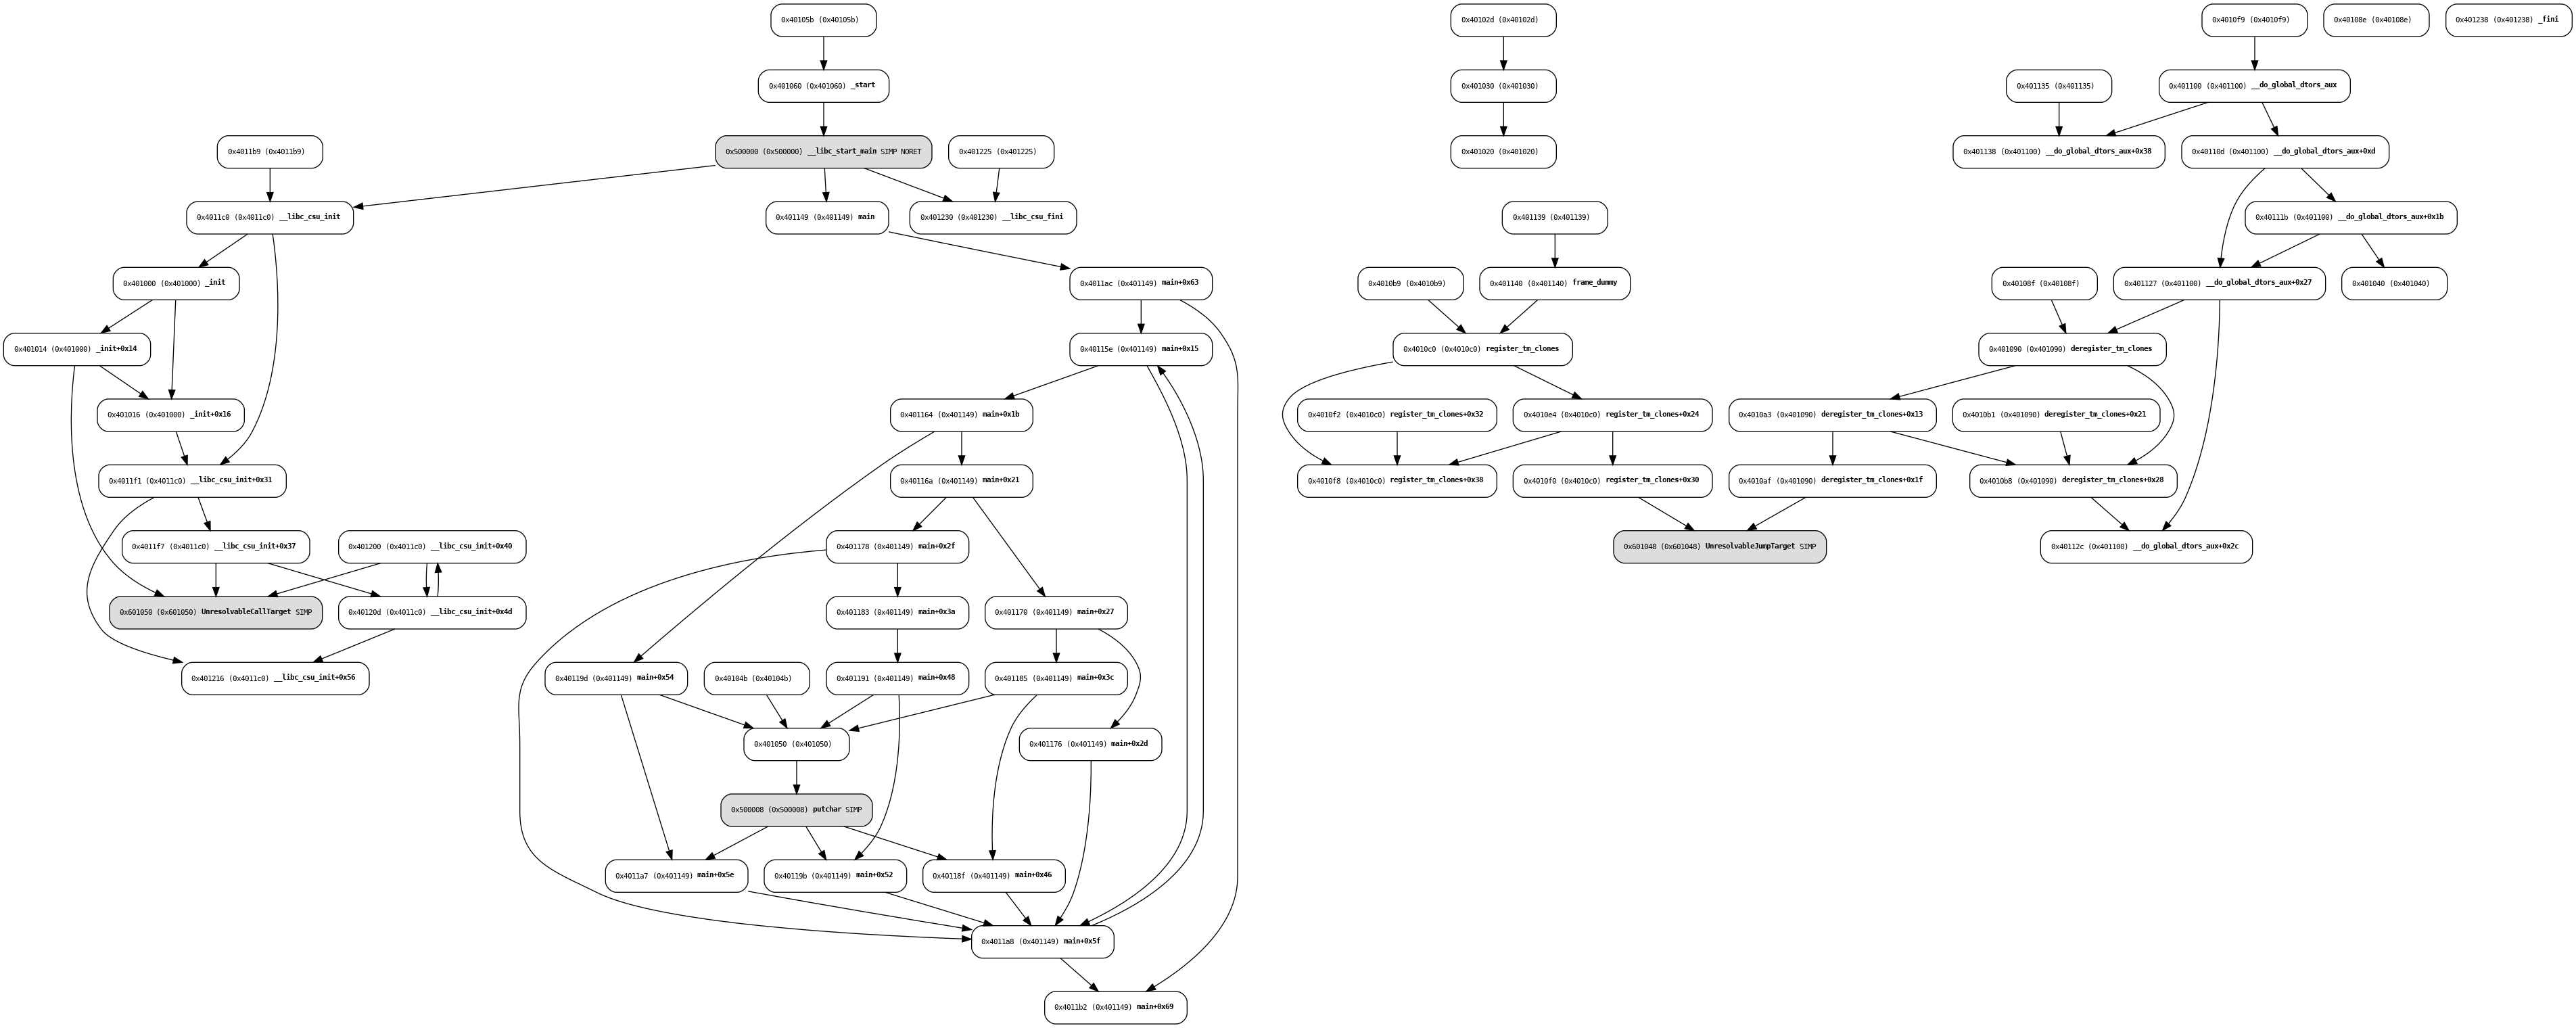 0x40105b (0x40105b)
0x40102d (0x40102d)
0x4010f9 (0x4010f9)
0x40108e (0x40108e)
0x401238 (0x401238) _fini
0x401060 (0x401060) _start
0x401030 (0x401030)
0x401135 (0x401135)
0x401100 (0x401100) __do_global_dtors_aux
0x4011b9 (0x4011b9)
0x500000 (0x500000) __libc_start_main SIMP NORET
0x401225 (0x401225)
0x401020 (0x401020)
0x401138 (0x401100) __do_global_dtors_aux+0x38
0x40110d (0x401100) __do_global_dtors_aux+0xd
0x4011c0 (0x4011c0) __libc_csu_init
0x401149 (0x401149) main
0x401230 (0x401230) __libc_csu_fini
0x401139 (0x401139)
0x40111b (0x401100) __do_global_dtors_aux+0x1b
0x401000 (0x401000) _init
0x4011ac (0x401149) main+0x63
0x4010b9 (0x4010b9)
0x401140 (0x401140) frame_dummy
0x40108f (0x40108f)
0x401127 (0x401100) __do_global_dtors_aux+0x27
0x401040 (0x401040)
0x401014 (0x401000) _init+0x14
0x40115e (0x401149) main+0x15
0x4010c0 (0x4010c0) register_tm_clones
0x401090 (0x401090) deregister_tm_clones
0x401016 (0x401000) _init+0x16
0x401164 (0x401149) main+0x1b
0x4010f2 (0x4010c0) register_tm_clones+0x32
0x4010e4 (0x4010c0) register_tm_clones+0x24
0x4010a3 (0x401090) deregister_tm_clones+0x13
0x4010b1 (0x401090) deregister_tm_clones+0x21
0x4011f1 (0x4011c0) __libc_csu_init+0x31
0x40116a (0x401149) main+0x21
0x4010f8 (0x4010c0) register_tm_clones+0x38
0x4010f0 (0x4010c0) register_tm_clones+0x30
0x4010af (0x401090) deregister_tm_clones+0x1f
0x4010b8 (0x401090) deregister_tm_clones+0x28
0x4011f7 (0x4011c0) __libc_csu_init+0x37
0x401200 (0x4011c0) __libc_csu_init+0x40
0x401178 (0x401149) main+0x2f
0x601048 (0x601048) UnresolvableJumpTarget SIMP
0x40112c (0x401100) __do_global_dtors_aux+0x2c
0x601050 (0x601050) UnresolvableCallTarget SIMP
0x40120d (0x4011c0) __libc_csu_init+0x4d
0x401183 (0x401149) main+0x3a
0x401170 (0x401149) main+0x27
0x401216 (0x4011c0) __libc_csu_init+0x56
0x40119d (0x401149) main+0x54
0x40104b (0x40104b)
0x401191 (0x401149) main+0x48
0x401185 (0x401149) main+0x3c
0x401050 (0x401050)
0x401176 (0x401149) main+0x2d
0x500008 (0x500008) putchar SIMP
0x4011a7 (0x401149) main+0x5e
0x40119b (0x401149) main+0x52
0x40118f (0x401149) main+0x46
0x4011a8 (0x401149) main+0x5f
0x4011b2 (0x401149) main+0x69